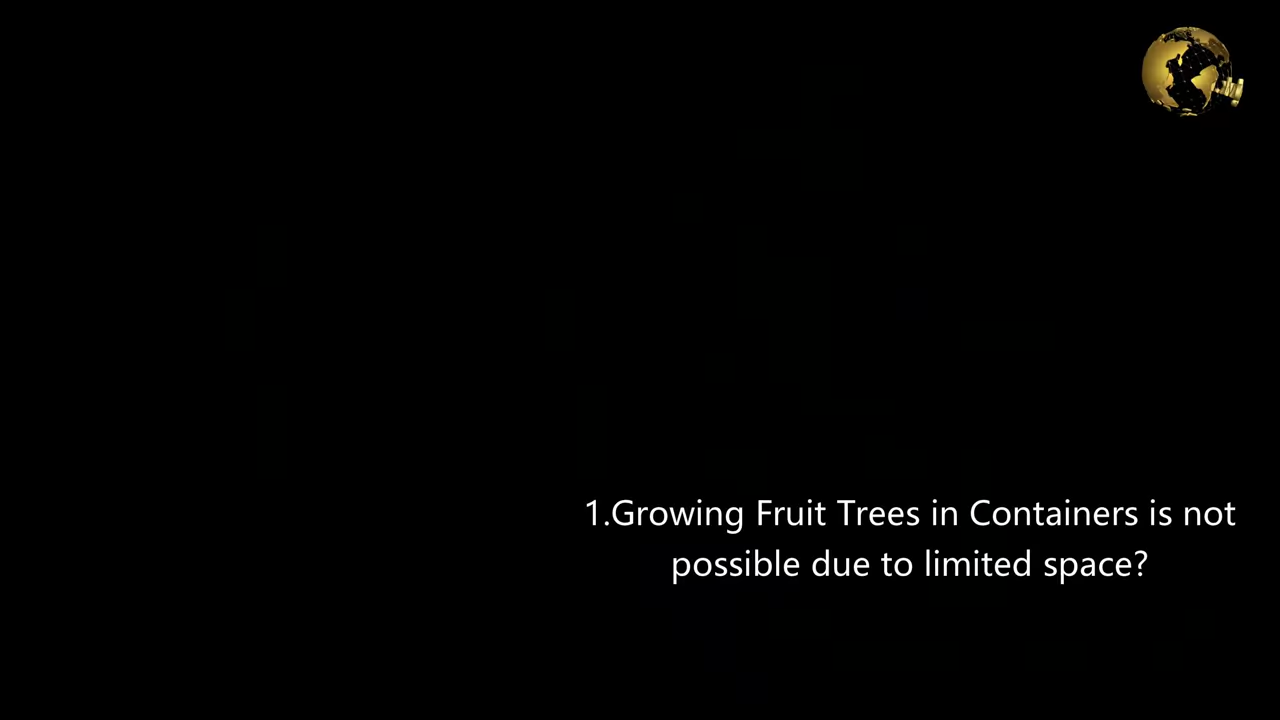 1.Growing Fruit Trees in Containers is not
possible due to limited space?